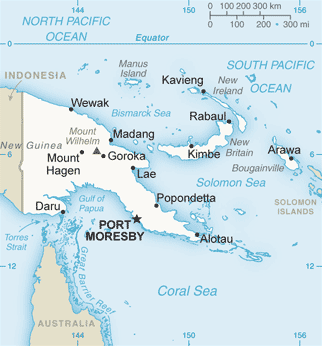 144
150
156
0 100 200 300 km
0 100 200 300 mi
NORTH PACIFIC
OCEAN
Equator
0
0
SOUTH PACIFIC
OCEAN
INDONESIA
Manus
Island
Kavieng
New
Ireland
Wewak
Bismarck Sea
Rabaul
Mount
Wilhelm
Madang
New Guinea
6
6
Mount
Hagen
Goroka
Kimbe
New
Britain
Arawa
Lae
Bougainville
Solomon Sea
Gulf of
Papua
Popondetta
SOLOMON
ISLANDS
Daru
PORT
MORESBY
Torres
Strait
Alotau
12
12
Great Barrier Reef
Coral Sea
AUSTRALIA
144
150
156